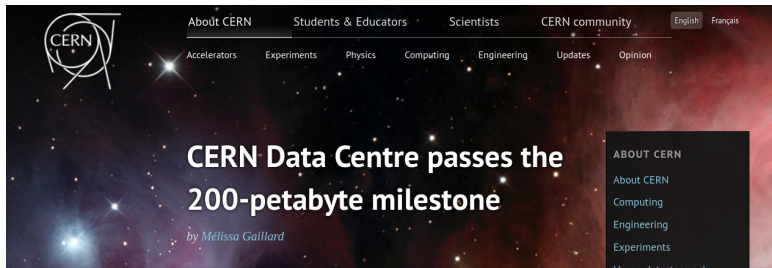 About CERN Students & Educators Scientists CERN community English Français
CERN
Accelerators Experiments Physics Computing Engineering Updates Opinion
CERN Data Centre passes the
200-petabyte milestone
by Mélissa Gaillard
ABOUT CERN
About CERN
Computing
Engineering
Experiments